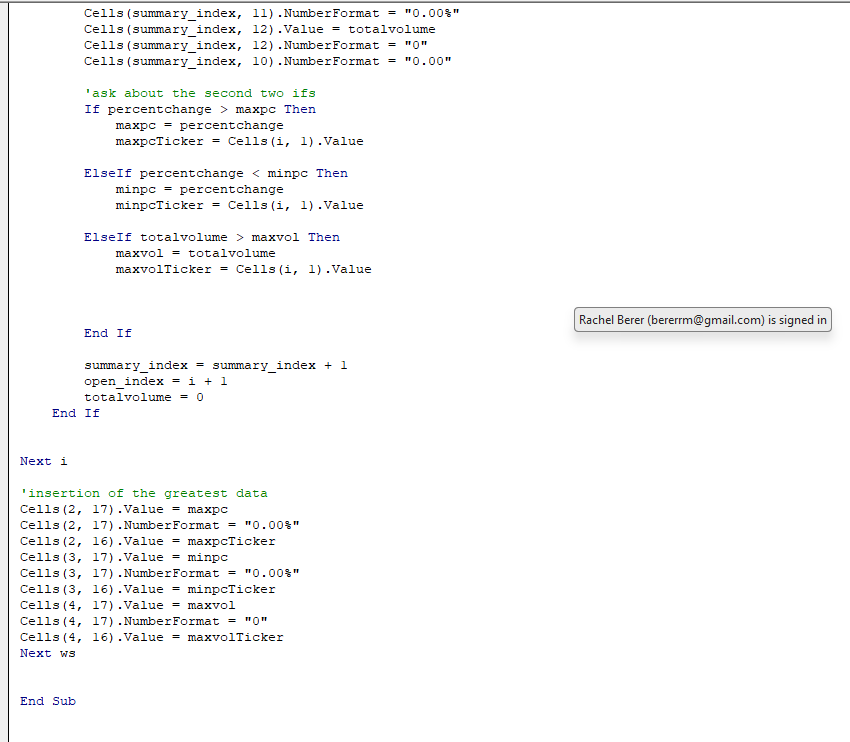 Cells(summary_index, 11).NumberFormat = "0.00%"
Cells(summary_index, 12).Value = totalvolume
Cells(summary_index, 12).NumberFormat = "0"
Cells(summary_index, 10).NumberFormat = "0.00"
'ask about the second two ifs
If percentchange > maxpc Then
maxpc = percentchange
maxpcTicker = Cells(i, 1).Value
ElseIf percentchange < minpc Then
minpc = percentchange
minpcTicker = Cells(i, 1).Value
ElseIf totalvolume > maxvol Then
maxvol = totalvolume
maxvolTicker = Cells(i, 1).Value
Rachel Berer (bererrm@gmail.com) is signed in
End If
summary_index = summary_index + 1
open_index = i + 1
totalvolume = 0
End If
Next i
'insertion of the greatest data
Cells(2, 17).Value = maxpc
Cells(2, 17).NumberFormat = "0.00%"
Cells(2, 16).Value = maxpcTicker
Cells(3, 17).Value = minpc
Cells(3, 17).NumberFormat = "0.00%"
Cells(3, 16).Value = minpcTicker
Cells(4, 17).Value = maxvol
Cells(4, 17).NumberFormat = "0"
Cells(4, 16).Value = maxvolTicker
Next ws
End Sub